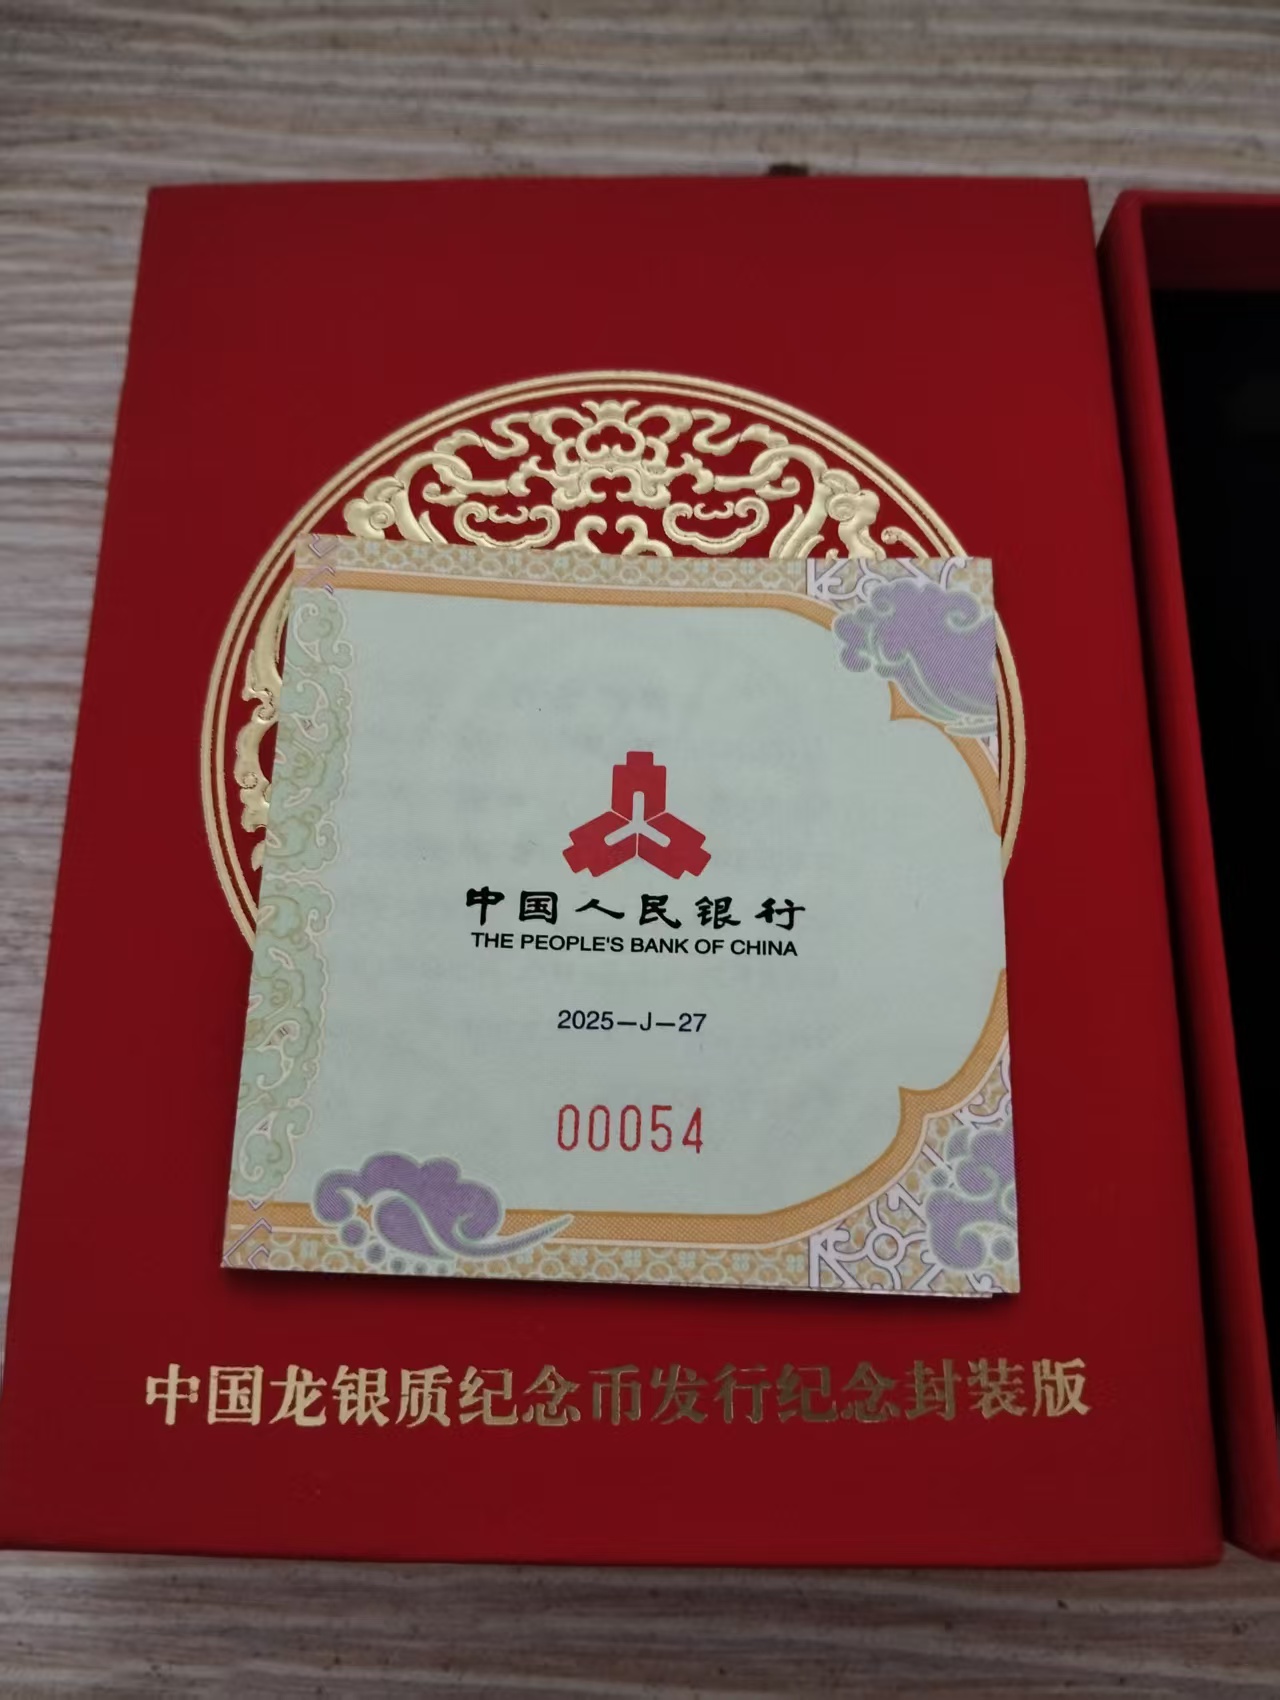 中国人民银行
THE PEOPLE'S BANK OF CHINA
2025—J—27
00054
中国龙银质纪念币发行纪念封装版